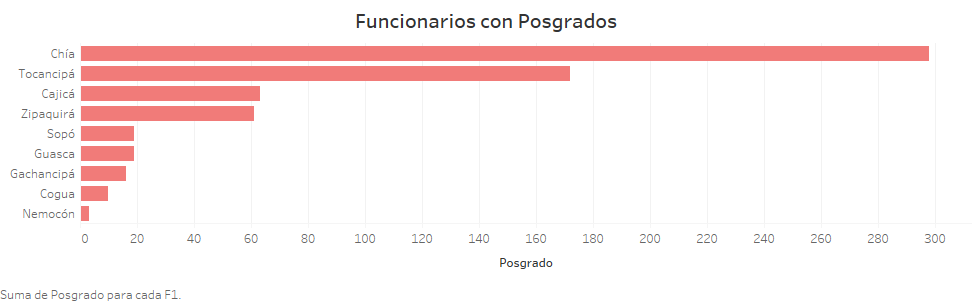 Funcionarios con Posgrados
Chía
Tocancipá
Cajicá
Zipaquirá
Sopó
Guasca
Gachancipá
Cogua
Nemocón
0 20 40 60 80 100 120 140 160 180 200 220 240 260 280 300
Posgrado
Suma de Posgrado para cada F1.